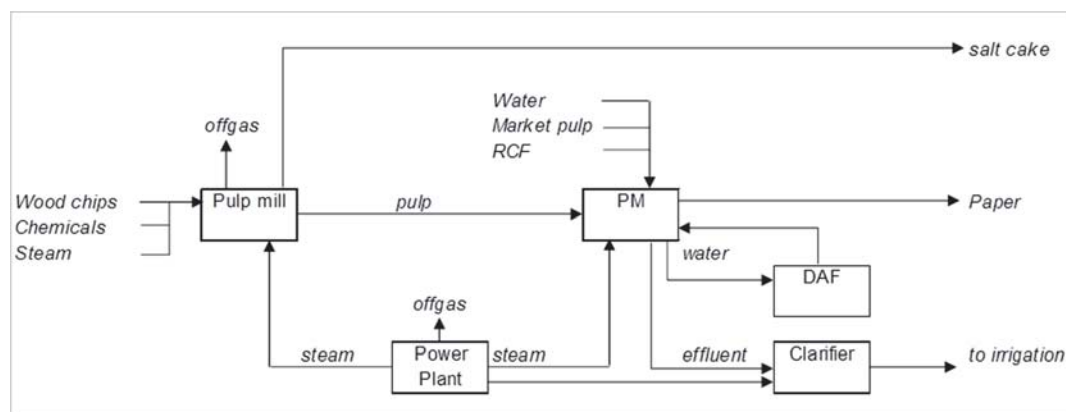 salt cake
Water
Market pulp
RCF
offgas
Wood chips
Chemicals
Steam
Pulp mill
pulp
PM
Paper
water
DAF
offgas
steam
Power
Plant
steam
effluent
Clarifier
to irrigation